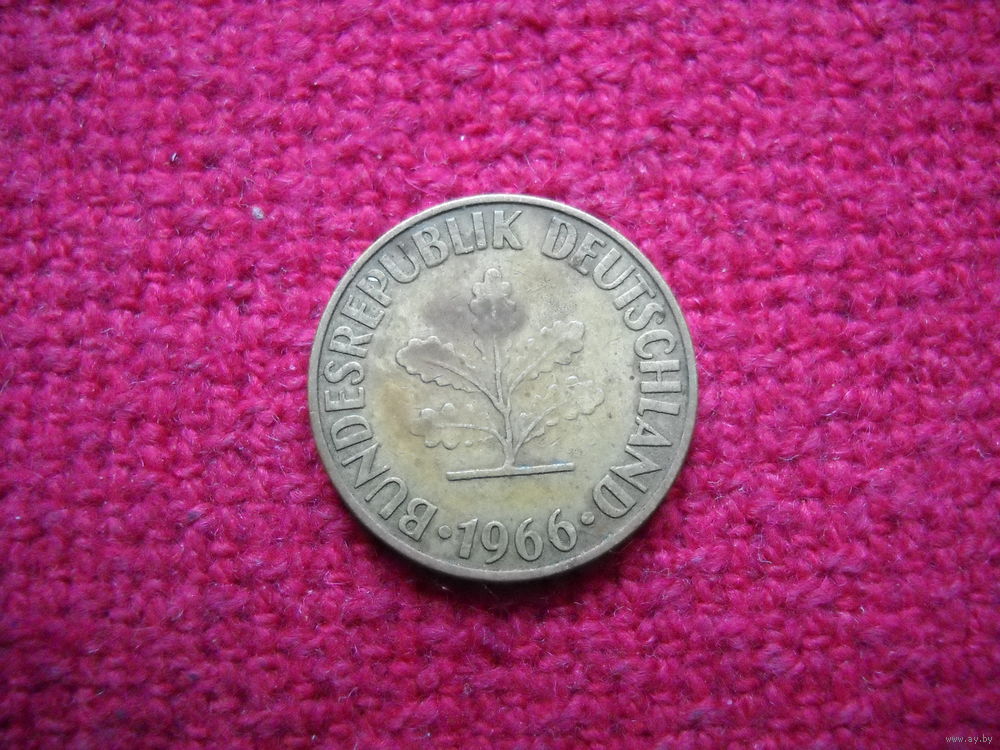 BUNDESREPUBLIK DEUTSCHLAND
· 1966 ·
www.ay.by